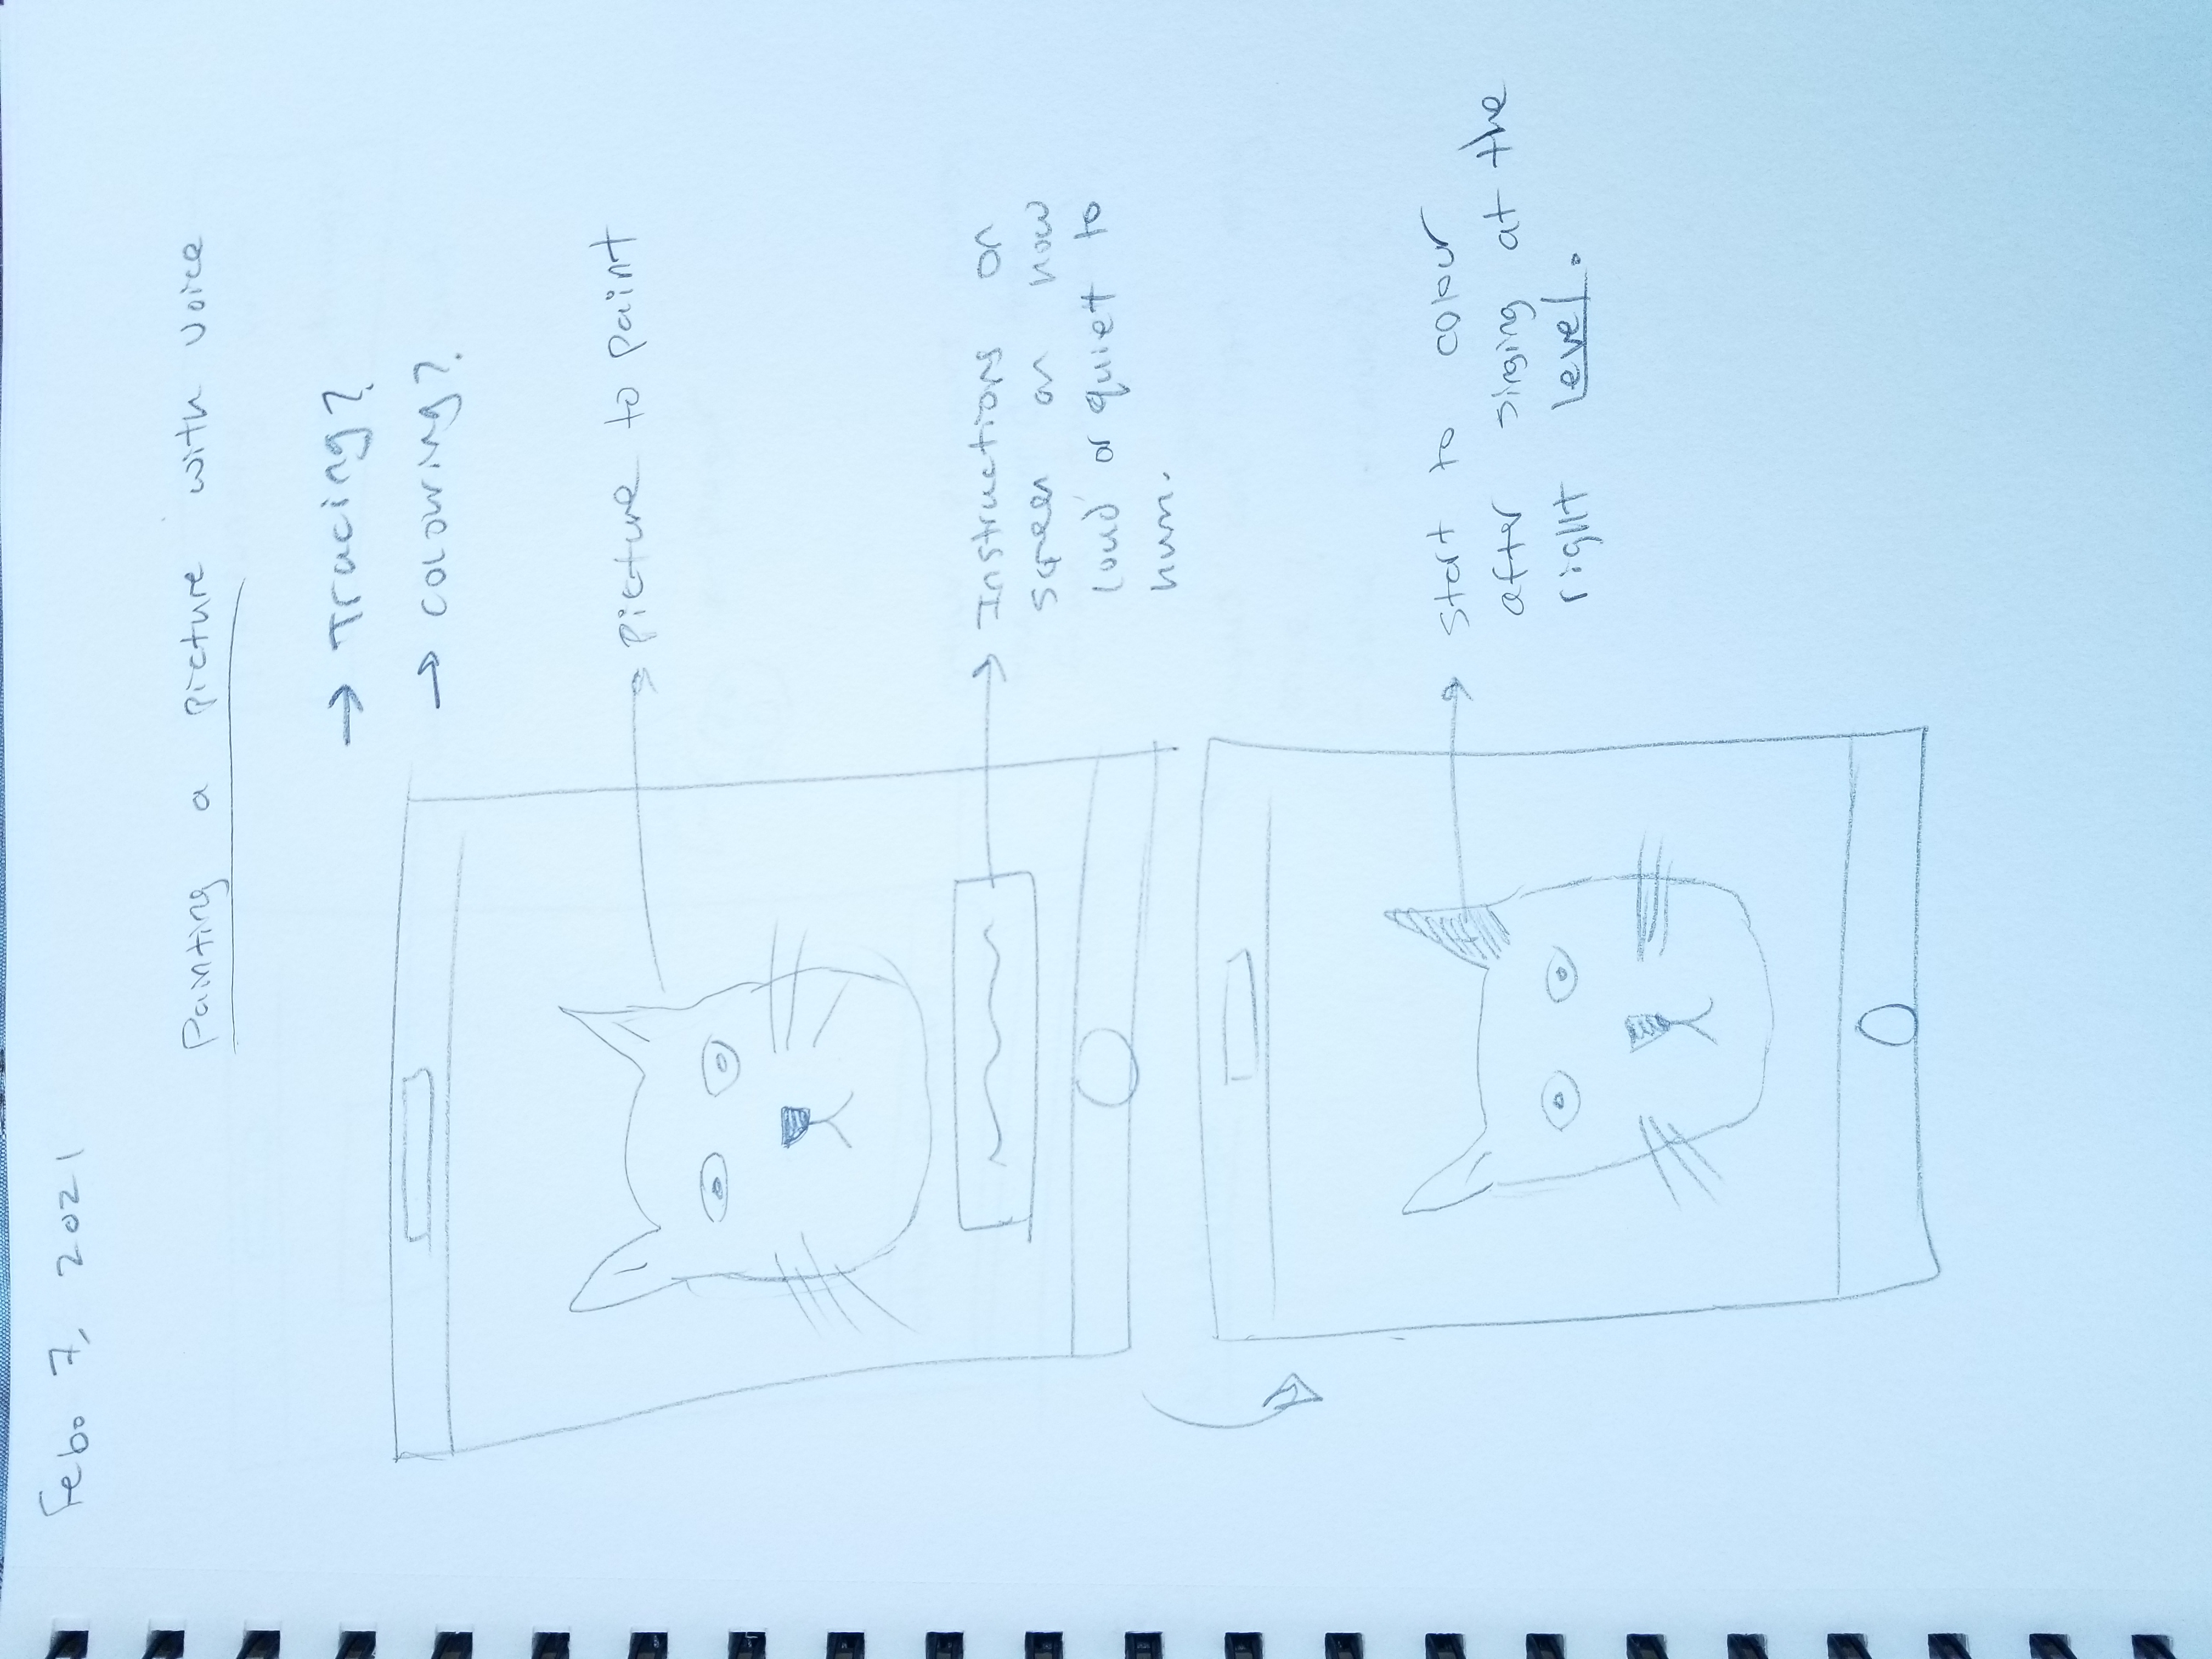 Feb. 7, 2021
Painting a picture with voice
→ Tracing?
→ colouring?
picture to paint
Instructions on
screen on how
loud or quiet to
hum.
start to colour
after singing at the
right level.